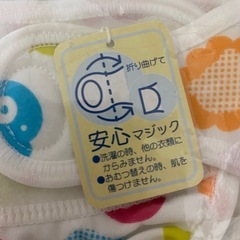 折り曲げて
安心マジック
●洗濯の時、他の衣類に
からみません。
●おむつ替えの時、肌を
傷つけません。